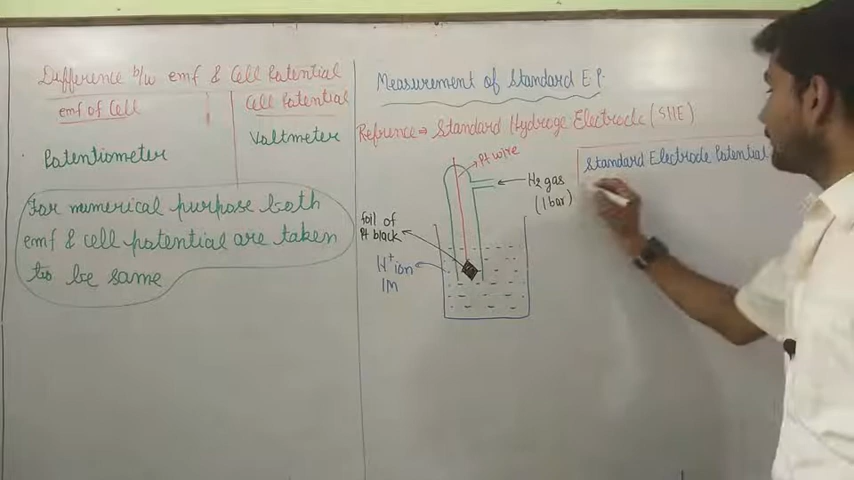 Difference b/w emf & Cell Potential
emf of Cell
Cell Potential
Potentiometer
Voltmeter
For numerical purpose both
emf & cell potential are taken
to be same
Measurement of Standard E P.
Refrence ⇒ Standard Hydroge Electrode (SHE)
Pt wire
H2 gas
(1 bar)
foil of
Pt black
H+ ion
1M
Standard Electrode Potential